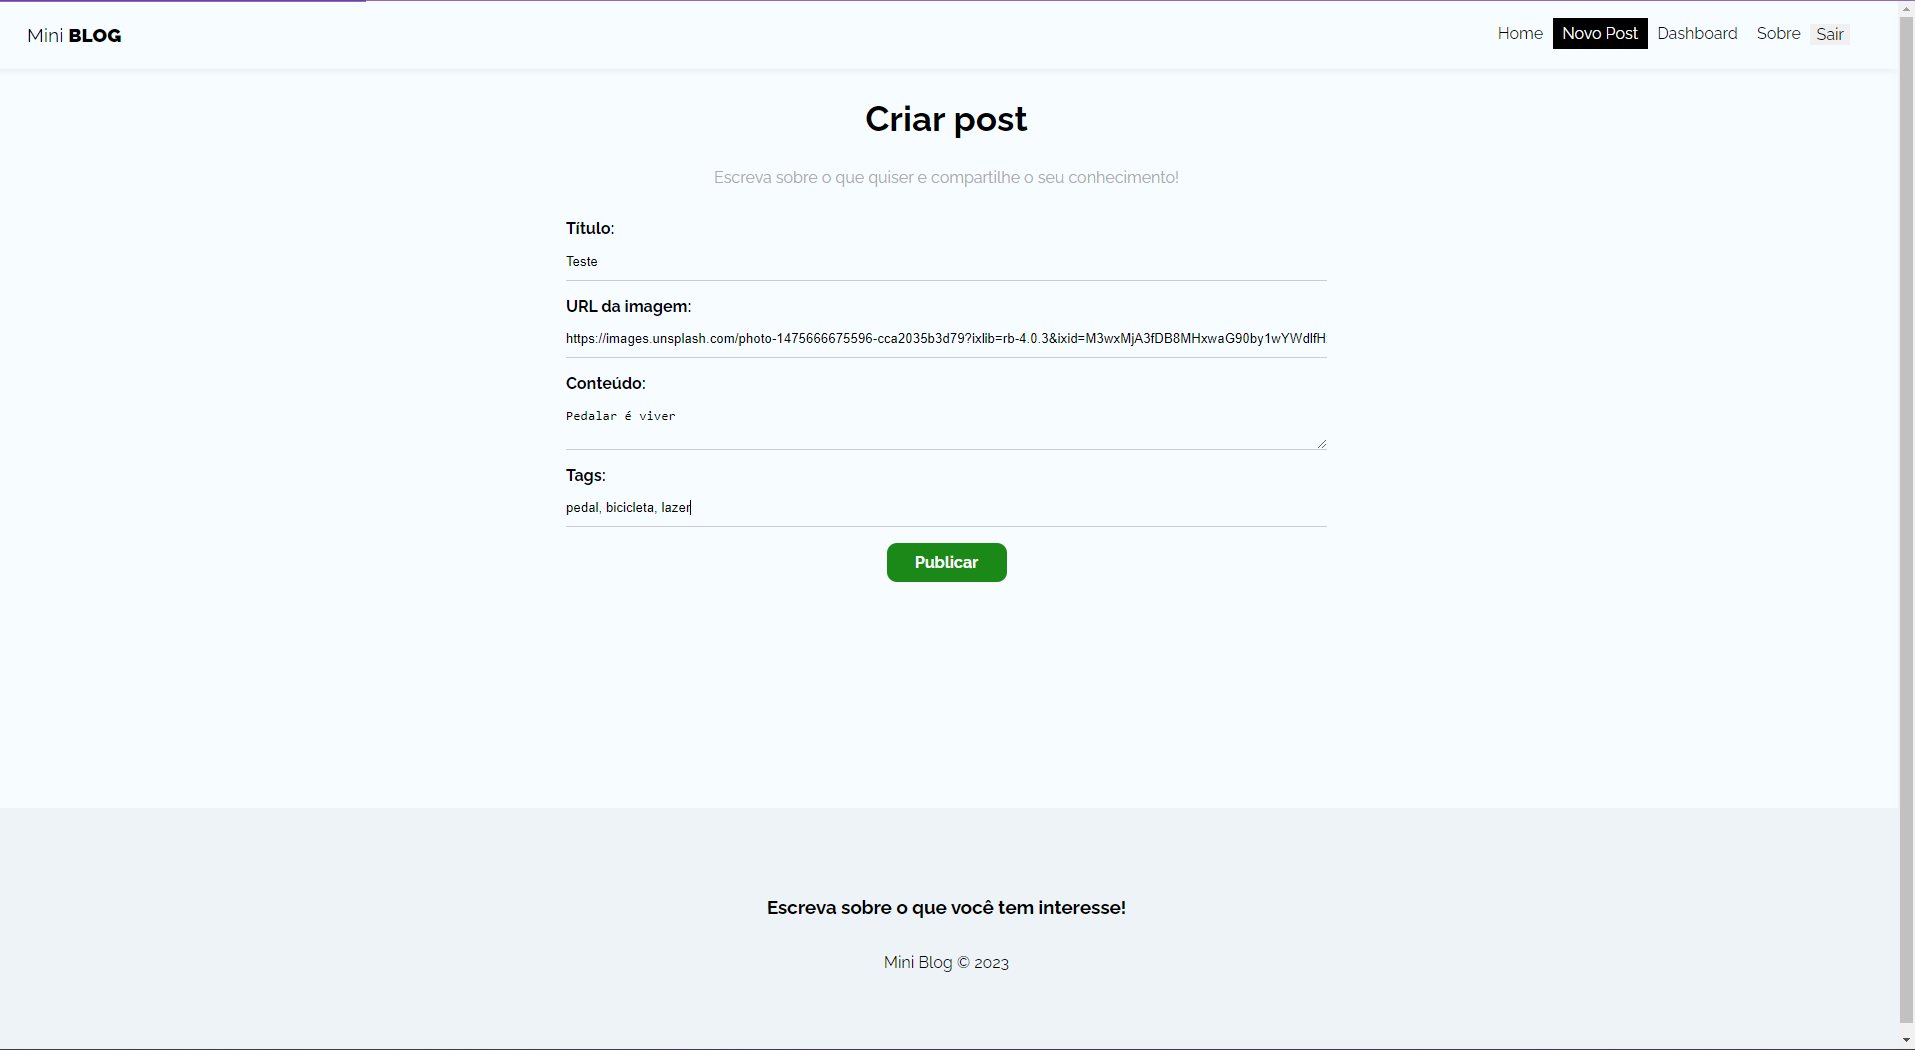 Mini BLOG
Home Novo Post Dashboard Sobre Sair
Criar post
Escreva sobre o que quiser e compartilhe o seu conhecimento!
Título:
Teste
URL da imagem:
https://images.unsplash.com/photo-1475666675596-cca2035b3d79?ixlib=rb-4.0.3&ixid=M3wxMjA3fDB8MHxwaG90by1wYWdlfH
Conteúdo:
Pedalar é viver
Tags:
pedal, bicicleta, lazer
Publicar
Escreva sobre o que você tem interesse!
Mini Blog © 2023